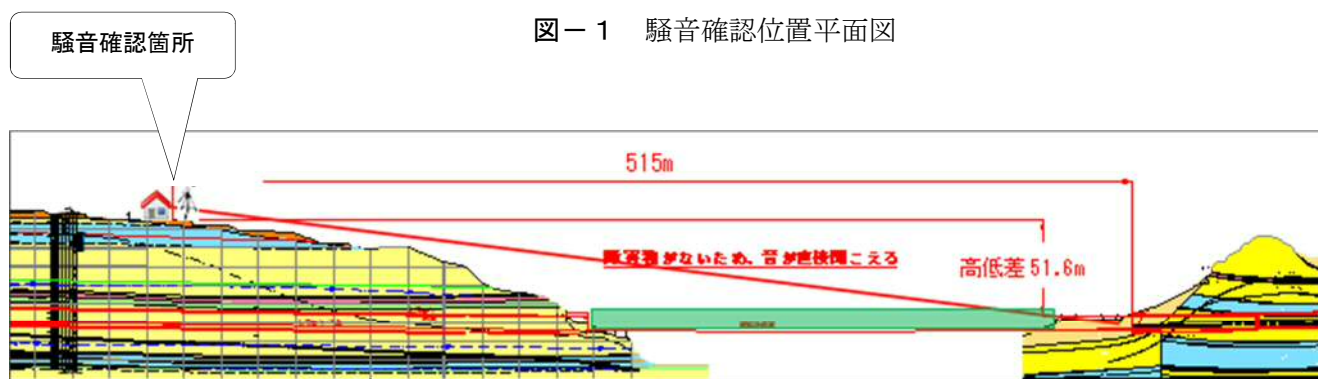 図－１　騒音確認位置平面図
騒音確認箇所
515m
障害物がないため、音が直接聞こえる
高低差51.6m